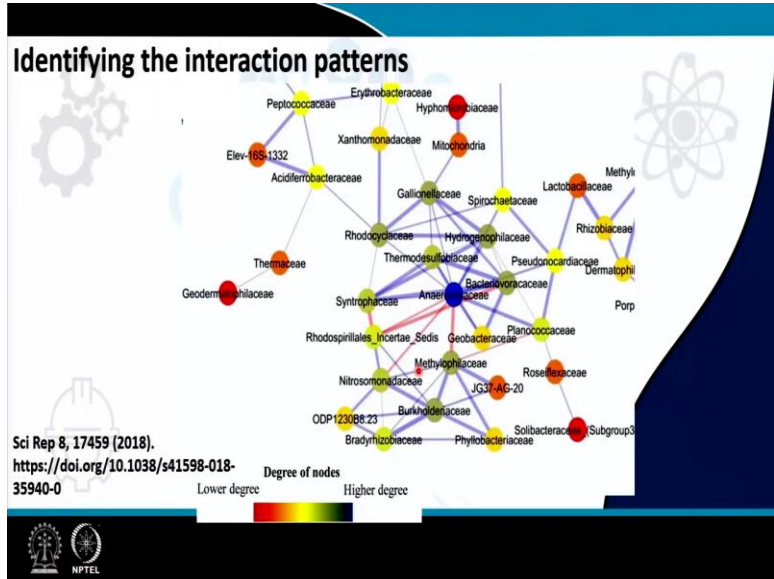 Identifying the interaction patterns
Erythrobacteraceae
Peptococcaceae
Hyphomicrobiaceae
Xanthomonadaceae
Mitochondria
Elev-16S-1332
Acidiferrobacteraceae
Gallionellaceae
Spirochaetaceae
Lactobacillaceae
Rhizobiaceae
Rhodocyclaceae
Hydrogenophilaceae
Thermodesulfobiaceae
Pseudonocardiaceae
Thermaceae
Dermatophil
Bacteriovoracaceae
Geodermatophilaceae
Syntrophaceae
Porp
Planococcaceae
Rhodospirillales_Incertae_Sedis
Geobacteraceae
Methylophilaceae
Roseiflexaceae
Nitrosomonadaceae
JG37-AG-20
ODP1230B8.23
Burkholderiaceae
Solibacteraceae_(Subgroup3
Bradyrhizobiaceae
Phyllobacteriaceae
Sci Rep 8, 17459 (2018).
https://doi.org/10.1038/s41598-018-
35940-0
Degree of nodes
Lower degree
Higher degree
NPTEL